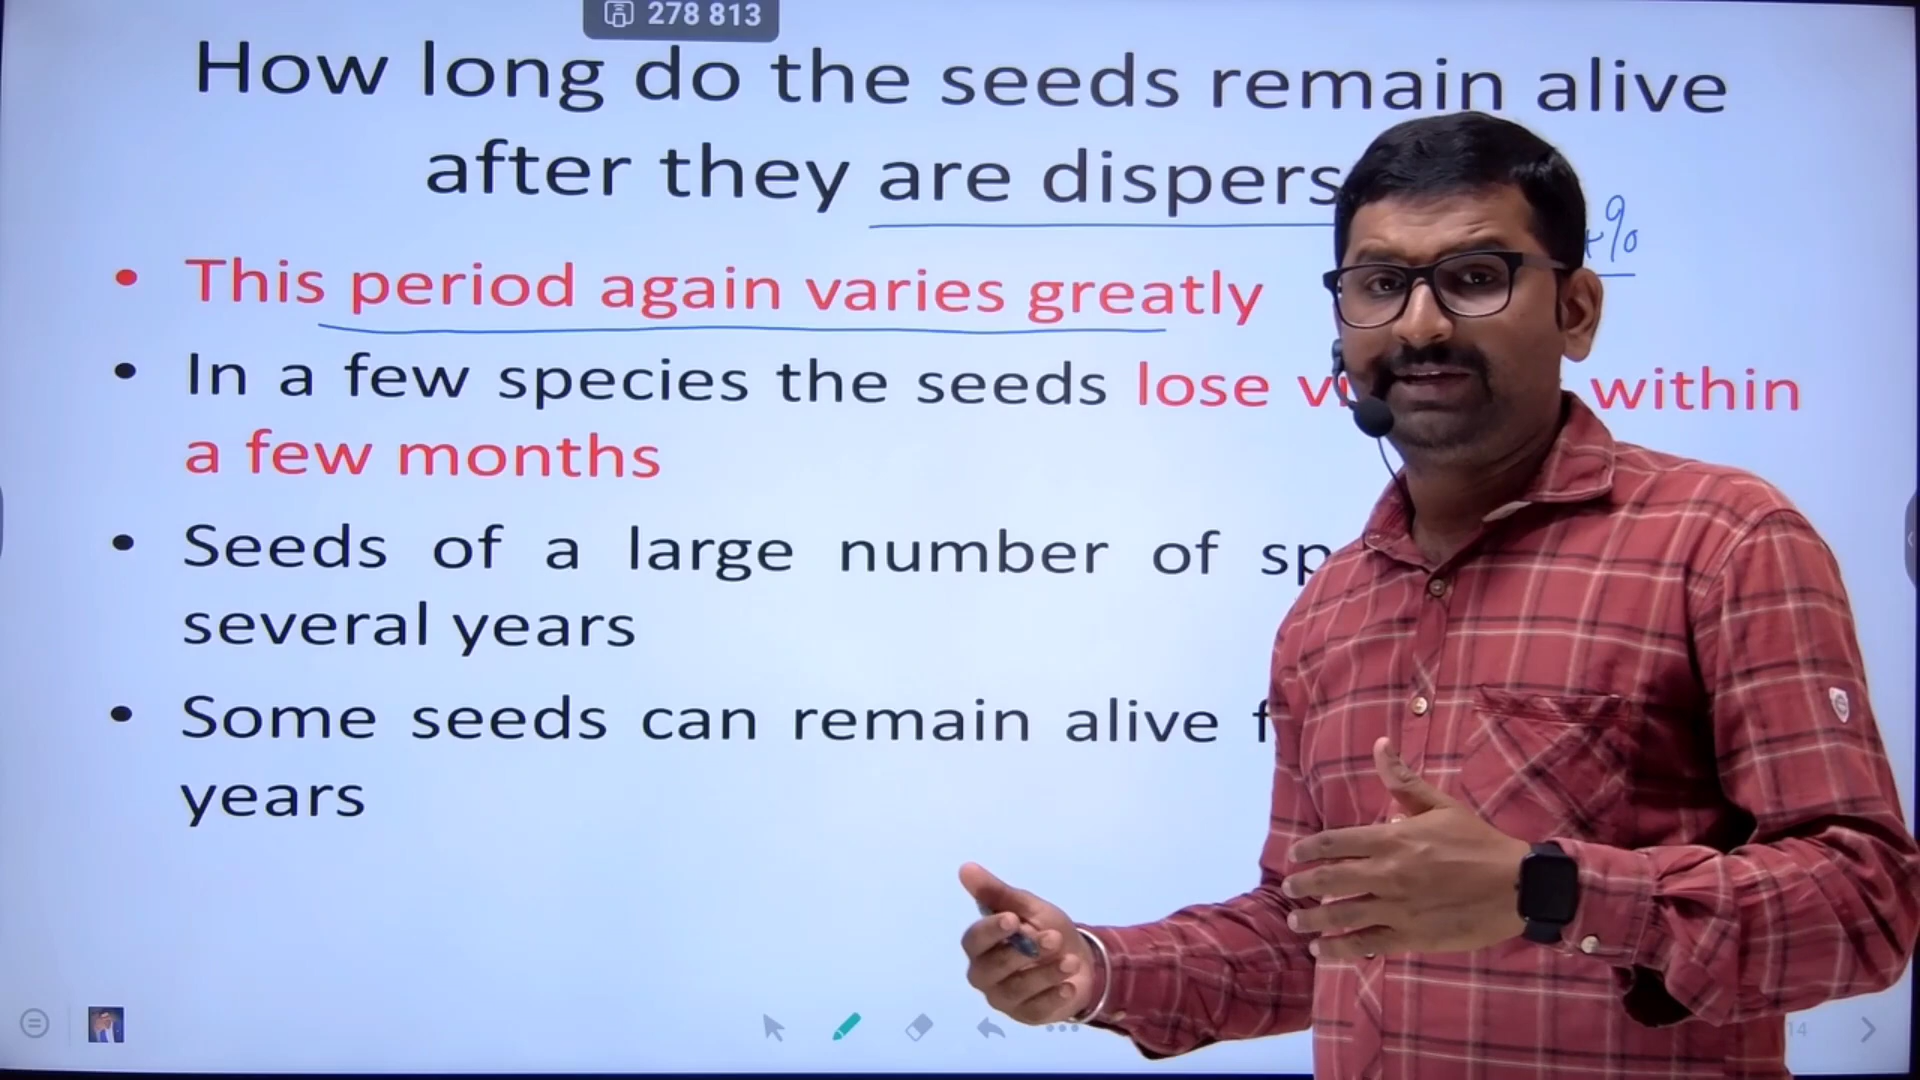 278 813
How long do the seeds remain alive
after they are
%
This period again varies greatly
In a few species the seeds lose within
a few months
Seeds of a large number of
several years
Some seeds can remain alive
years
14